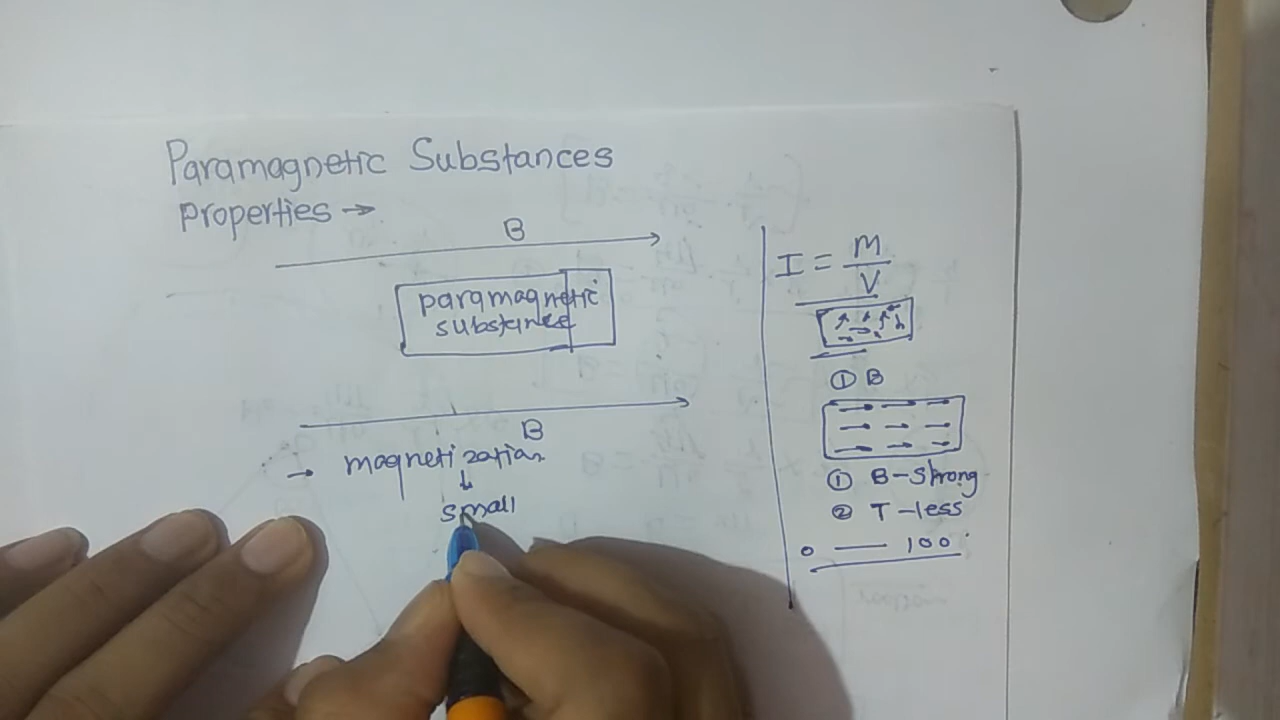 Paramagnetic Substances
Properties →
B
paramagnetic
substance
B
→ magnetization
↓
small
I = M/V
① B
① B-Strong
② T-less
0 — 100